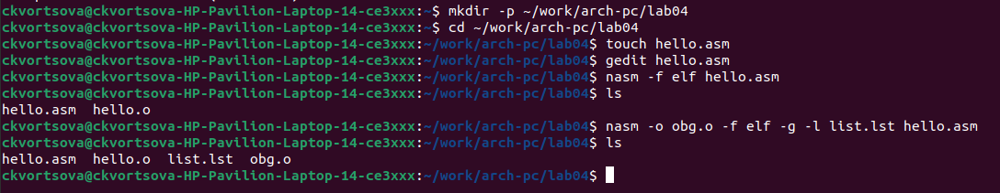 ckvortsova@ckvortsova-HP-Pavilion-Laptop-14-ce3xxx:~$ mkdir -p ~/work/arch-pc/lab04
ckvortsova@ckvortsova-HP-Pavilion-Laptop-14-ce3xxx:~$ cd ~/work/arch-pc/lab04
ckvortsova@ckvortsova-HP-Pavilion-Laptop-14-ce3xxx:~/work/arch-pc/lab04$ touch hello.asm
ckvortsova@ckvortsova-HP-Pavilion-Laptop-14-ce3xxx:~/work/arch-pc/lab04$ gedit hello.asm
ckvortsova@ckvortsova-HP-Pavilion-Laptop-14-ce3xxx:~/work/arch-pc/lab04$ nasm -f elf hello.asm
ckvortsova@ckvortsova-HP-Pavilion-Laptop-14-ce3xxx:~/work/arch-pc/lab04$ ls
hello.asm  hello.o
ckvortsova@ckvortsova-HP-Pavilion-Laptop-14-ce3xxx:~/work/arch-pc/lab04$ nasm -o obg.o -f elf -g -l list.lst hello.asm
ckvortsova@ckvortsova-HP-Pavilion-Laptop-14-ce3xxx:~/work/arch-pc/lab04$ ls
hello.asm  hello.o  list.lst  obg.o
ckvortsova@ckvortsova-HP-Pavilion-Laptop-14-ce3xxx:~/work/arch-pc/lab04$